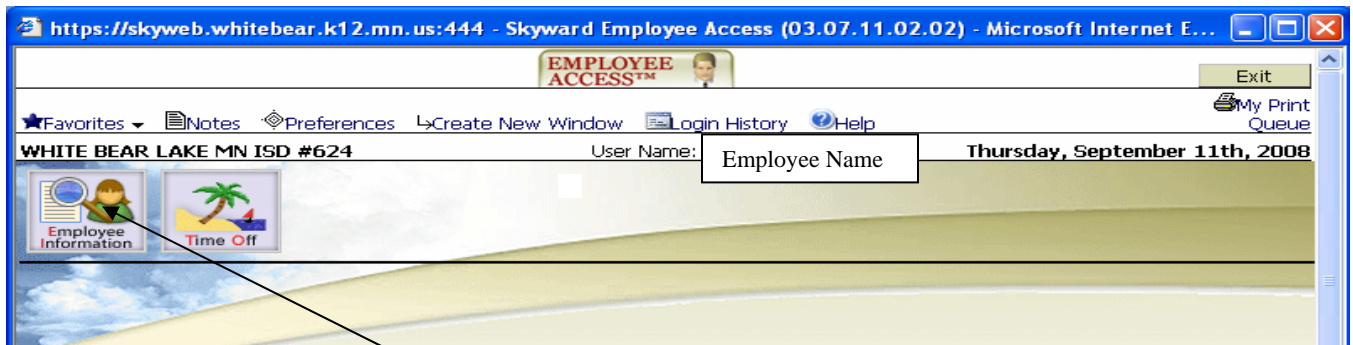 https://skyweb.whitebear.k12.mn.us:444 - Skyward Employee Access (03.07.11.02.02) - Microsoft Internet E...
EMPLOYEE
ACCESS™
Exit
Favorites Notes Preferences Create New Window Login History Help My Print
Queue
WHITE BEAR LAKE MN ISD #624 User Name: Employee Name Thursday, September 11th, 2008
Employee
Information
Time Off